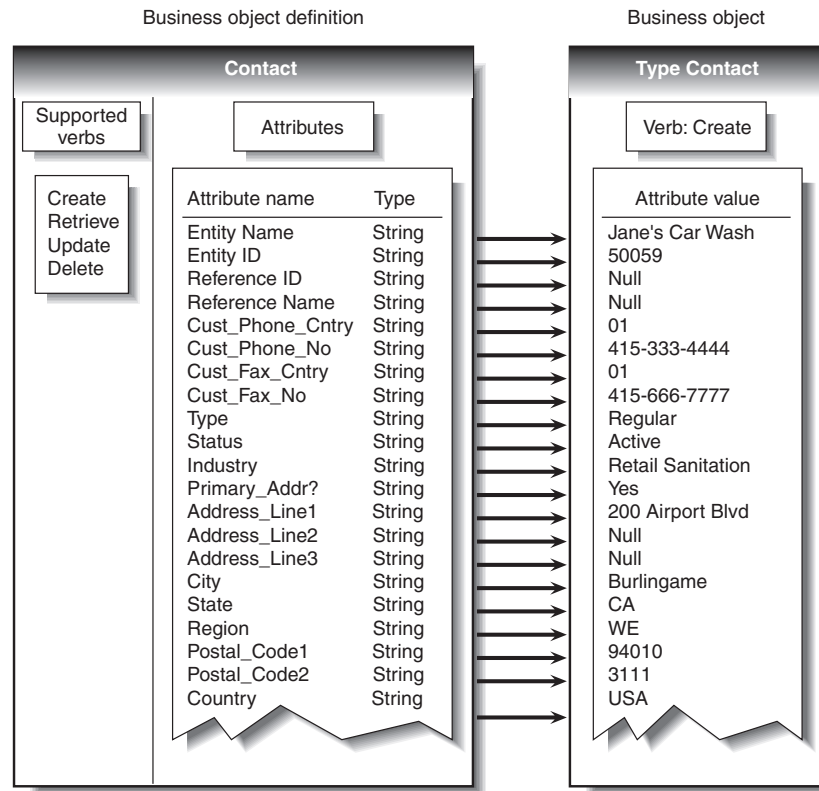 Business object definition
Business object
Contact
Type Contact
Supported
verbs
Attributes
Verb: Create
Create
Retrieve
Update
Delete
Attribute name Type
Attribute value
Entity Name String Jane's Car Wash
Entity ID String 50059
Reference ID String Null
Reference Name String Null
Cust_Phone_Cntry String 01
Cust_Phone_No String 415-333-4444
Cust_Fax_Cntry String 01
Cust_Fax_No String 415-666-7777
Type String Regular
Status String Active
Industry String Retail Sanitation
Primary_Addr? String Yes
Address_Line1 String 200 Airport Blvd
Address_Line2 String Null
Address_Line3 String Null
City String Burlingame
State String CA
Region String WE
Postal_Code1 String 94010
Postal_Code2 String 3111
Country String USA